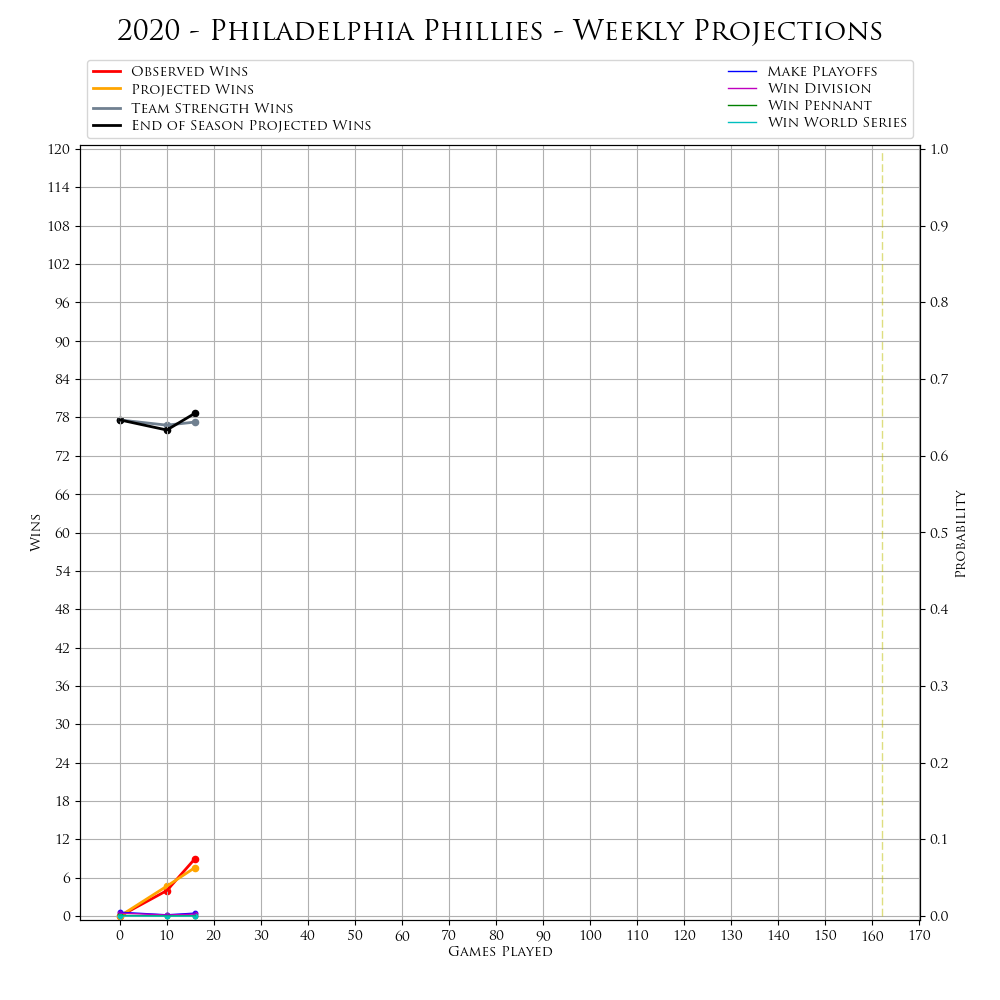 2020 - Philadelphia Phillies - Weekly Projections
Observed Wins
Projected Wins
Team Strength Wins
End of Season Projected Wins
Make Playoffs
Win Division
Win Pennant
Win World Series
120
114
108
102
96
90
84
78
72
66
60
54
48
42
36
30
24
18
12
6
0
Wins
1.0
0.9
0.8
0.7
0.6
0.5
0.4
0.3
0.2
0.1
0.0
Probability
0 10 20 30 40 50 60 70 80 90 100 110 120 130 140 150 160 170
Games Played